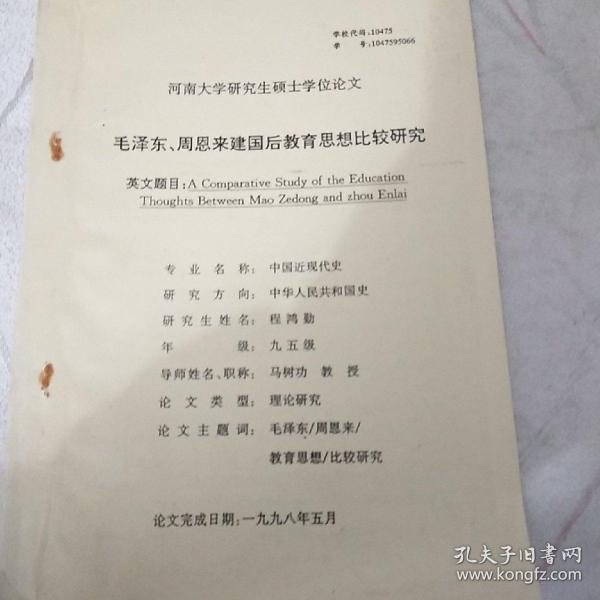 学校代码:10475
学 号:1047595066
河南大学研究生硕士学位论文
毛泽东、周恩来建国后教育思想比较研究
英文题目:A Comparative Study of the Education
Thoughts Between Mao Zedong and zhou Enlai
专业名称: 中国近现代史
研究方向: 中华人民共和国史
研究生姓名: 程鸿勤
年 级: 九五级
导师姓名、职称: 马树功 教 授
论文类型: 理论研究
论文主题词: 毛泽东/周恩来/
教育思想/比较研究
论文完成日期:一九九八年五月
孔夫子旧书网
www.kongfz.com